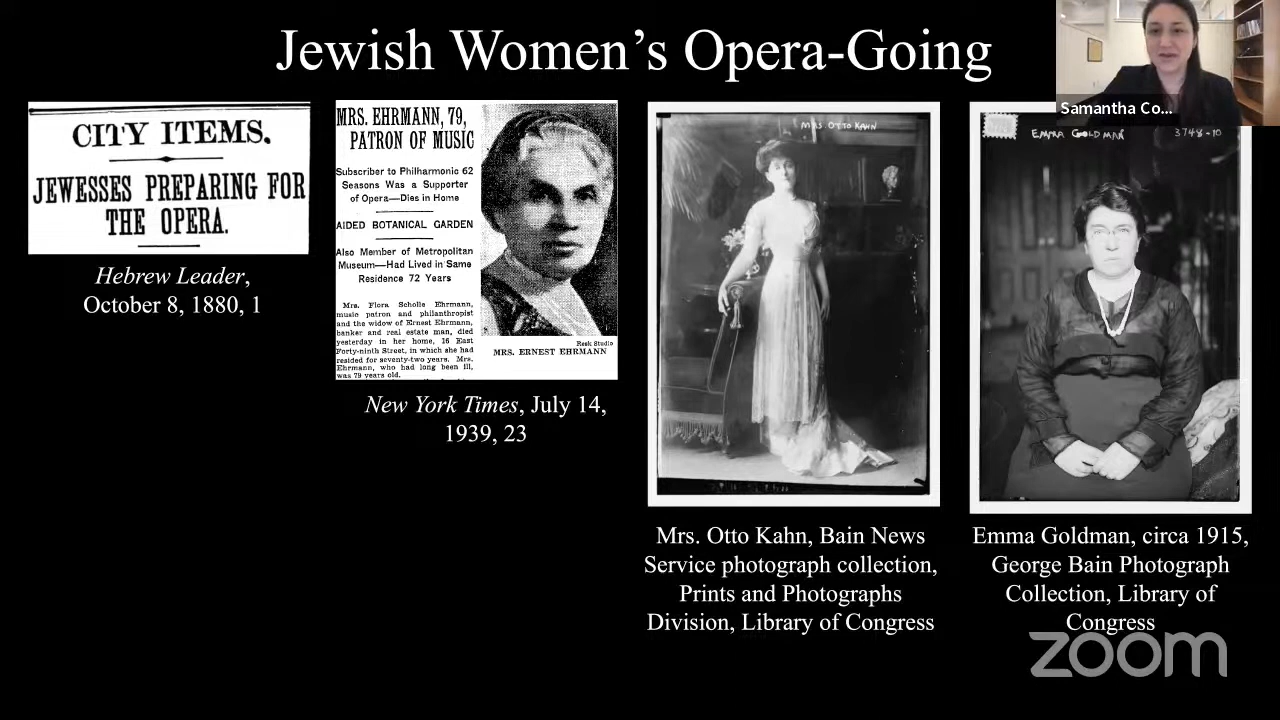 Jewish Women’s Opera-Going
Samantha Co...
CITY ITEMS.
JEWESSES PREPARING FOR
THE OPERA.
Hebrew Leader,
October 8, 1880, 1
MRS. EHRMANN, 79,
PATRON OF MUSIC
Subscriber to Philharmonic 62
Seasons Was a Supporter
of Opera—Dies in Home
AIDED BOTANICAL GARDEN
Also Member of Metropolitan
Museum—Had Lived in Same
Residence 72 Years
Mrs. Flora Scholle Ehrmann,
music patron and philanthropist
and the widow of Ernest Ehrmann,
banker and real estate man, died
yesterday in her home, 16 East
Forty-ninth Street, in which she had
resided for seventy-two years. Mrs.
Ehrmann, who had long been ill,
was 79 years old.
Rosk Studio
MRS. ERNEST EHRMANN
New York Times, July 14,
1939, 23
MRS. OTTO KAHN
Mrs. Otto Kahn, Bain News
Service photograph collection,
Prints and Photographs
Division, Library of Congress
EMMA GOLDMAN 3748-10
Emma Goldman, circa 1915,
George Bain Photograph
Collection, Library of
Congress
zoom